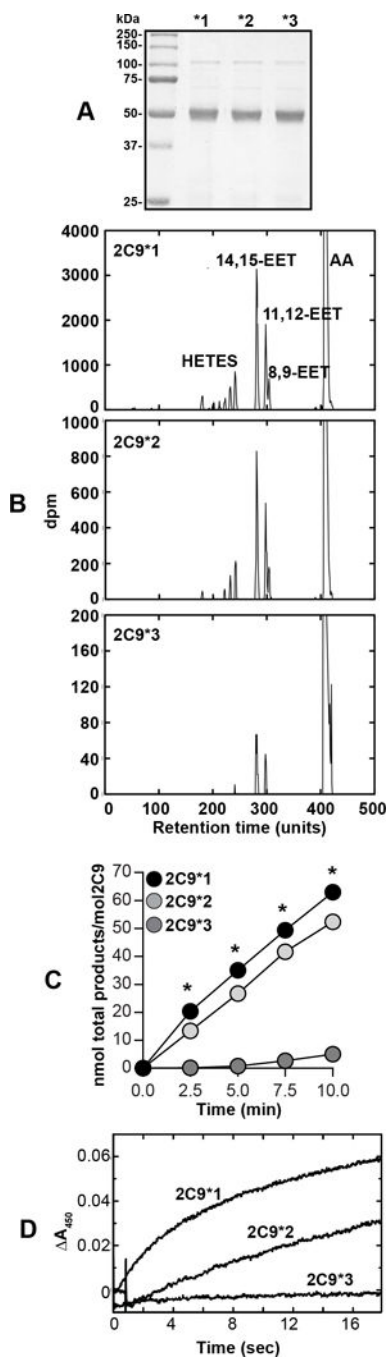 kDa *1 *2 *3
250-
150-
100-
75-
A
50-
37-
25-
4000
2C9*1
14,15-EET
AA
3000
11,12-EET
2000
HETES
8,9-EET
1000
0
1000
2C9*2
800
600
B
dpm
400
200
0
200
2C9*3
160
120
80
40
0
0 100 200 300 400 500
Retention time (units)
C
nmol total products/mol2C9
70
60
50
40
30
20
10
0
2C9*1
2C9*2
2C9*3
* * * *
0.0 2.5 5.0 7.5 10.0
Time (min)
D
ΔA450
0.06
0.04
0.02
0
2C9*1
2C9*2
2C9*3
0 4 8 12 16
Time (sec)